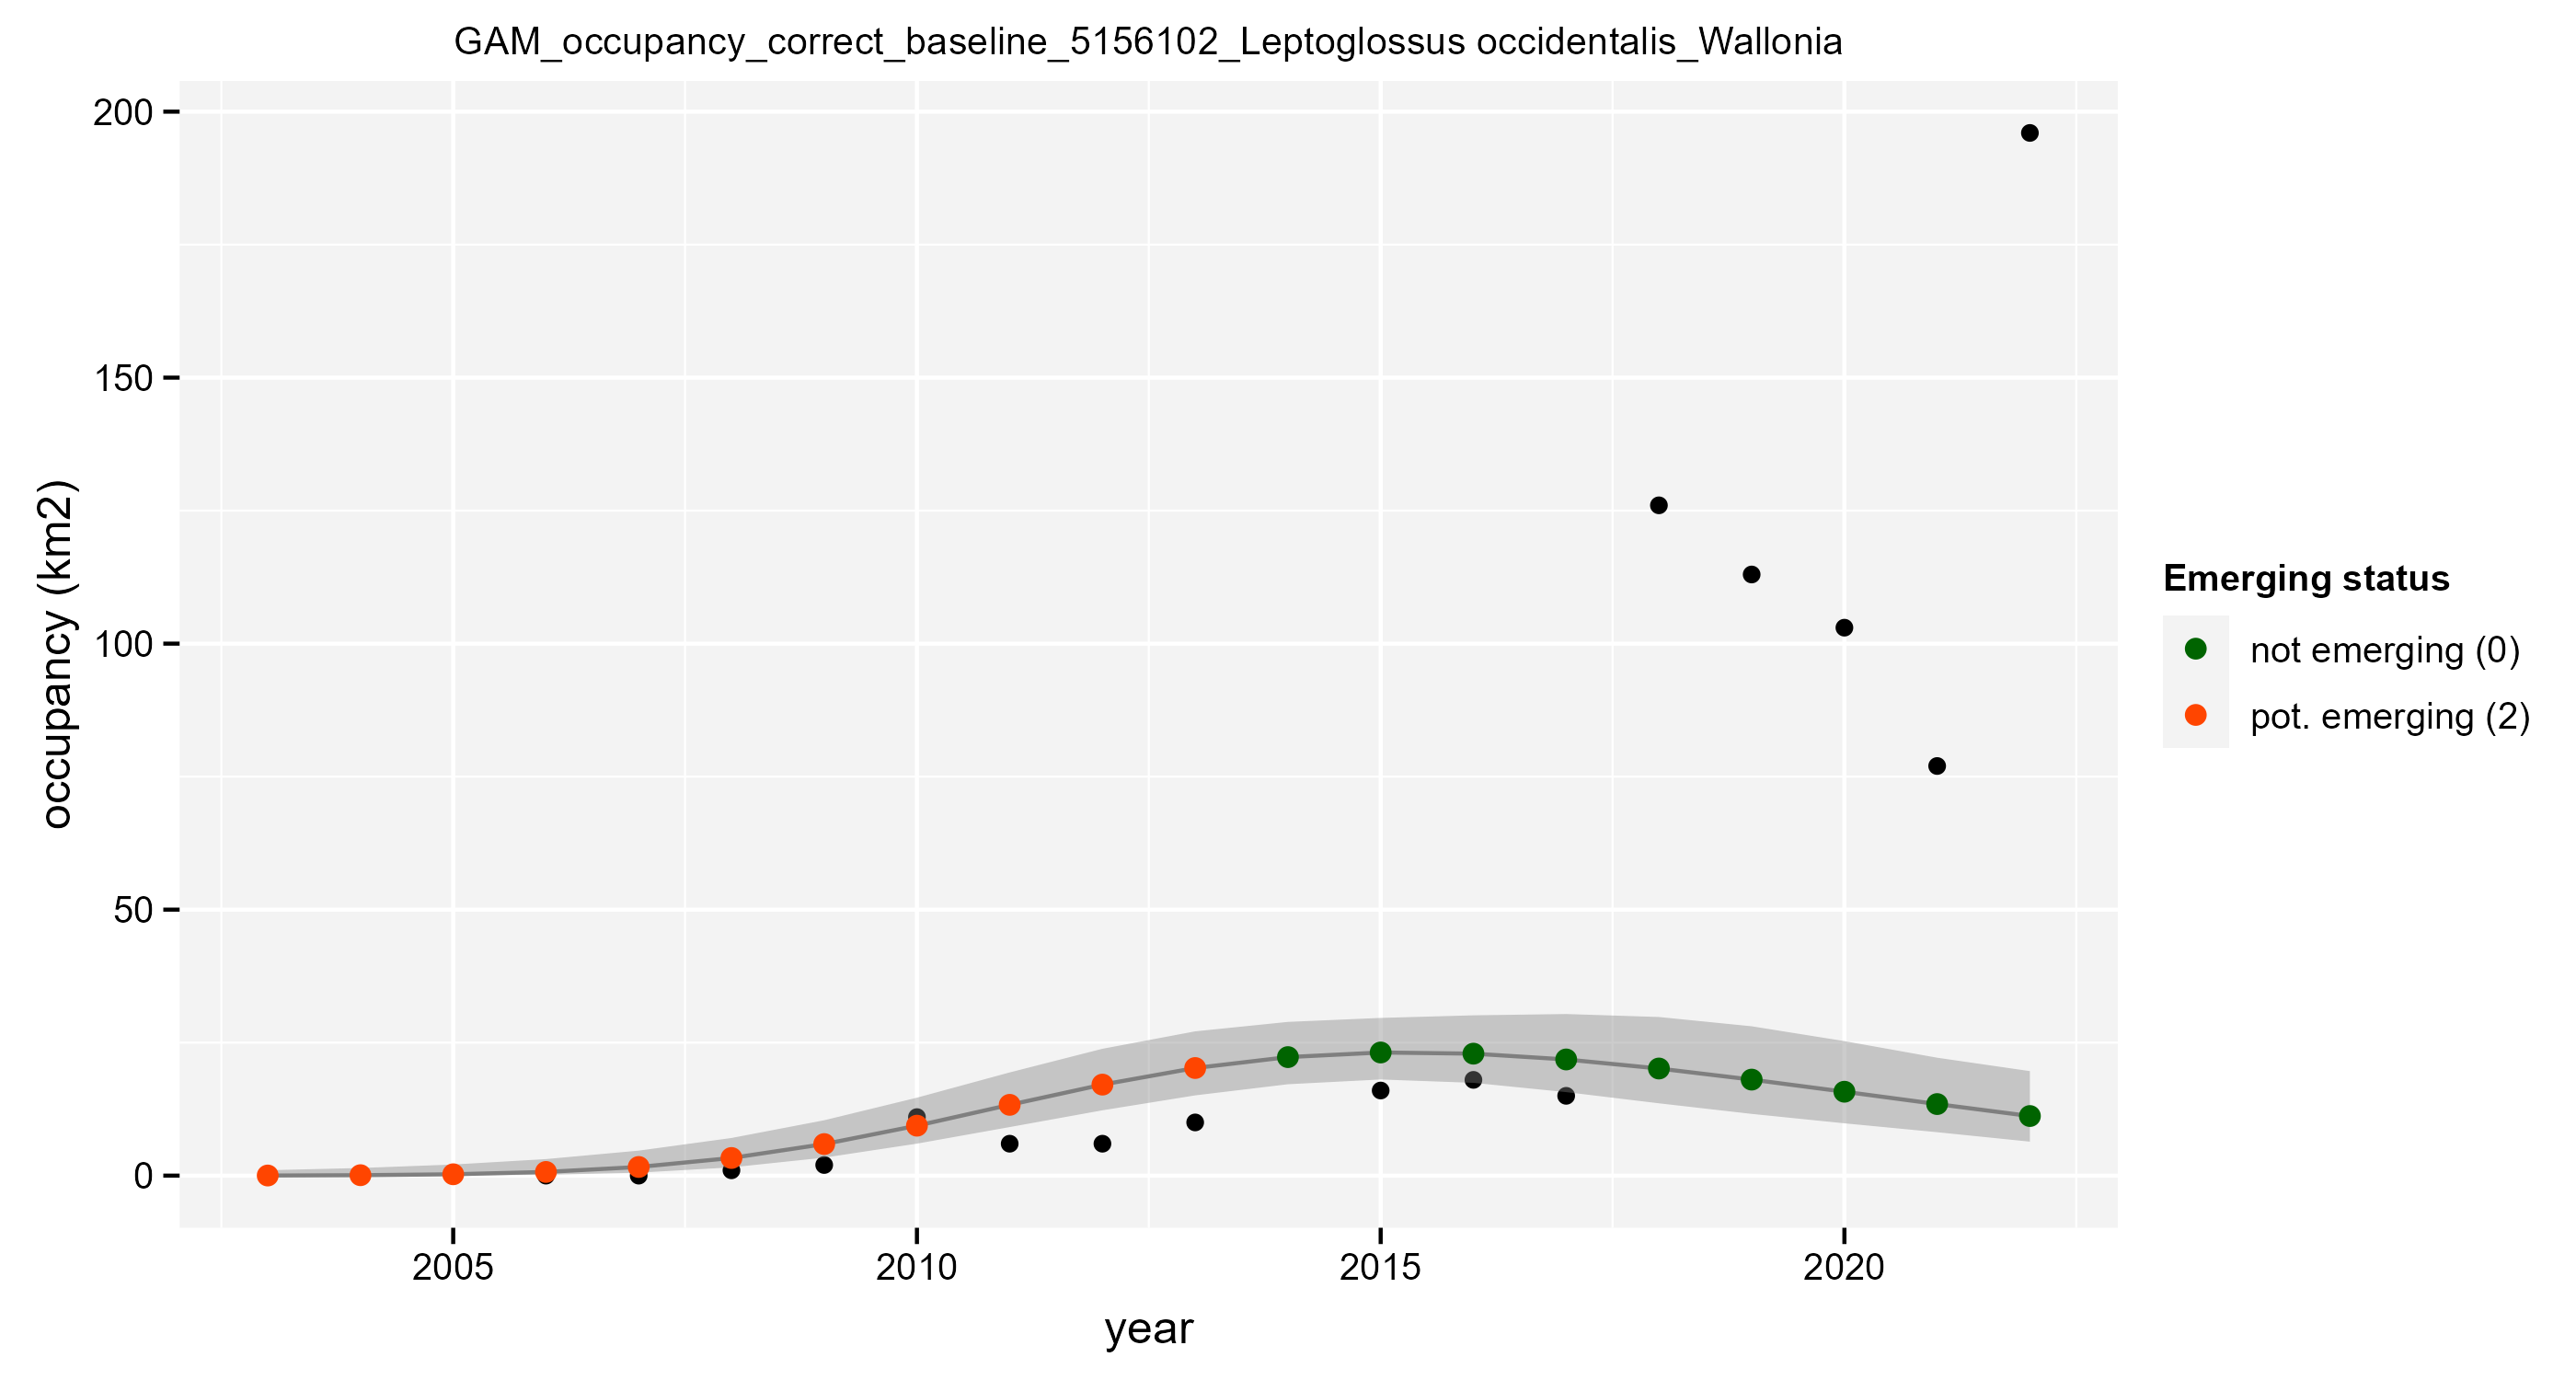 GAM_occupancy_correct_baseline_5156102_Leptoglossus occidentalis_Wallonia
200
150
100
50
0
occupancy (km2)
2005
2010
2015
2020
year
Emerging status
not emerging (0)
pot. emerging (2)